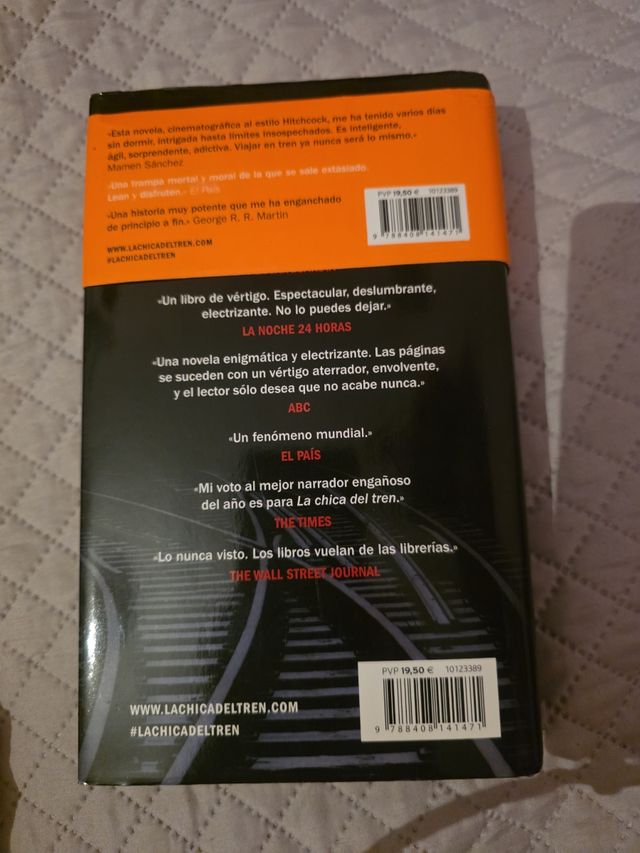 «Esta novela, cinematográfica al estilo Hitchcock, me ha tenido varios días
sin dormir, intrigada hasta límites insospechados. Es inteligente,
ágil, sorprendente, adictiva. Viajar en tren ya nunca será lo mismo.»
Mamen Sánchez
«Una trampa mortal y moral de la que se sale extasiado.
Lean y disfruten.» El País
«Una historia muy potente que me ha enganchado
de principio a fin.» George R. R. Martin
WWW.LACHICADELTREN.COM
#LACHICADELTREN
PVP 19,50 € 10123389
9 788408 141471
«Un libro de vértigo. Espectacular, deslumbrante,
electrizante. No lo puedes dejar.»
LA NOCHE 24 HORAS
«Una novela enigmática y electrizante. Las páginas
se suceden con un vértigo aterrador, envolvente,
y el lector sólo desea que no acabe nunca.»
ABC
«Un fenómeno mundial.»
EL PAÍS
«Mi voto al mejor narrador engañoso
del año es para La chica del tren.»
THE TIMES
«Lo nunca visto. Los libros vuelan de las librerías.»
THE WALL STREET JOURNAL
WWW.LACHICADELTREN.COM
#LACHICADELTREN
PVP 19,50 € 10123389
9 788408 141471